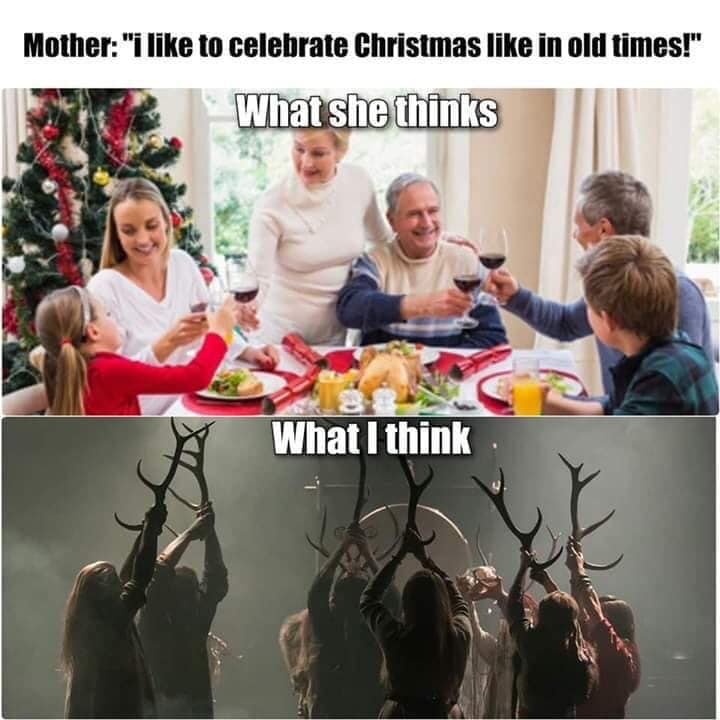 Mother: "i like to celebrate Christmas like in old times!"
What she thinks
What I think